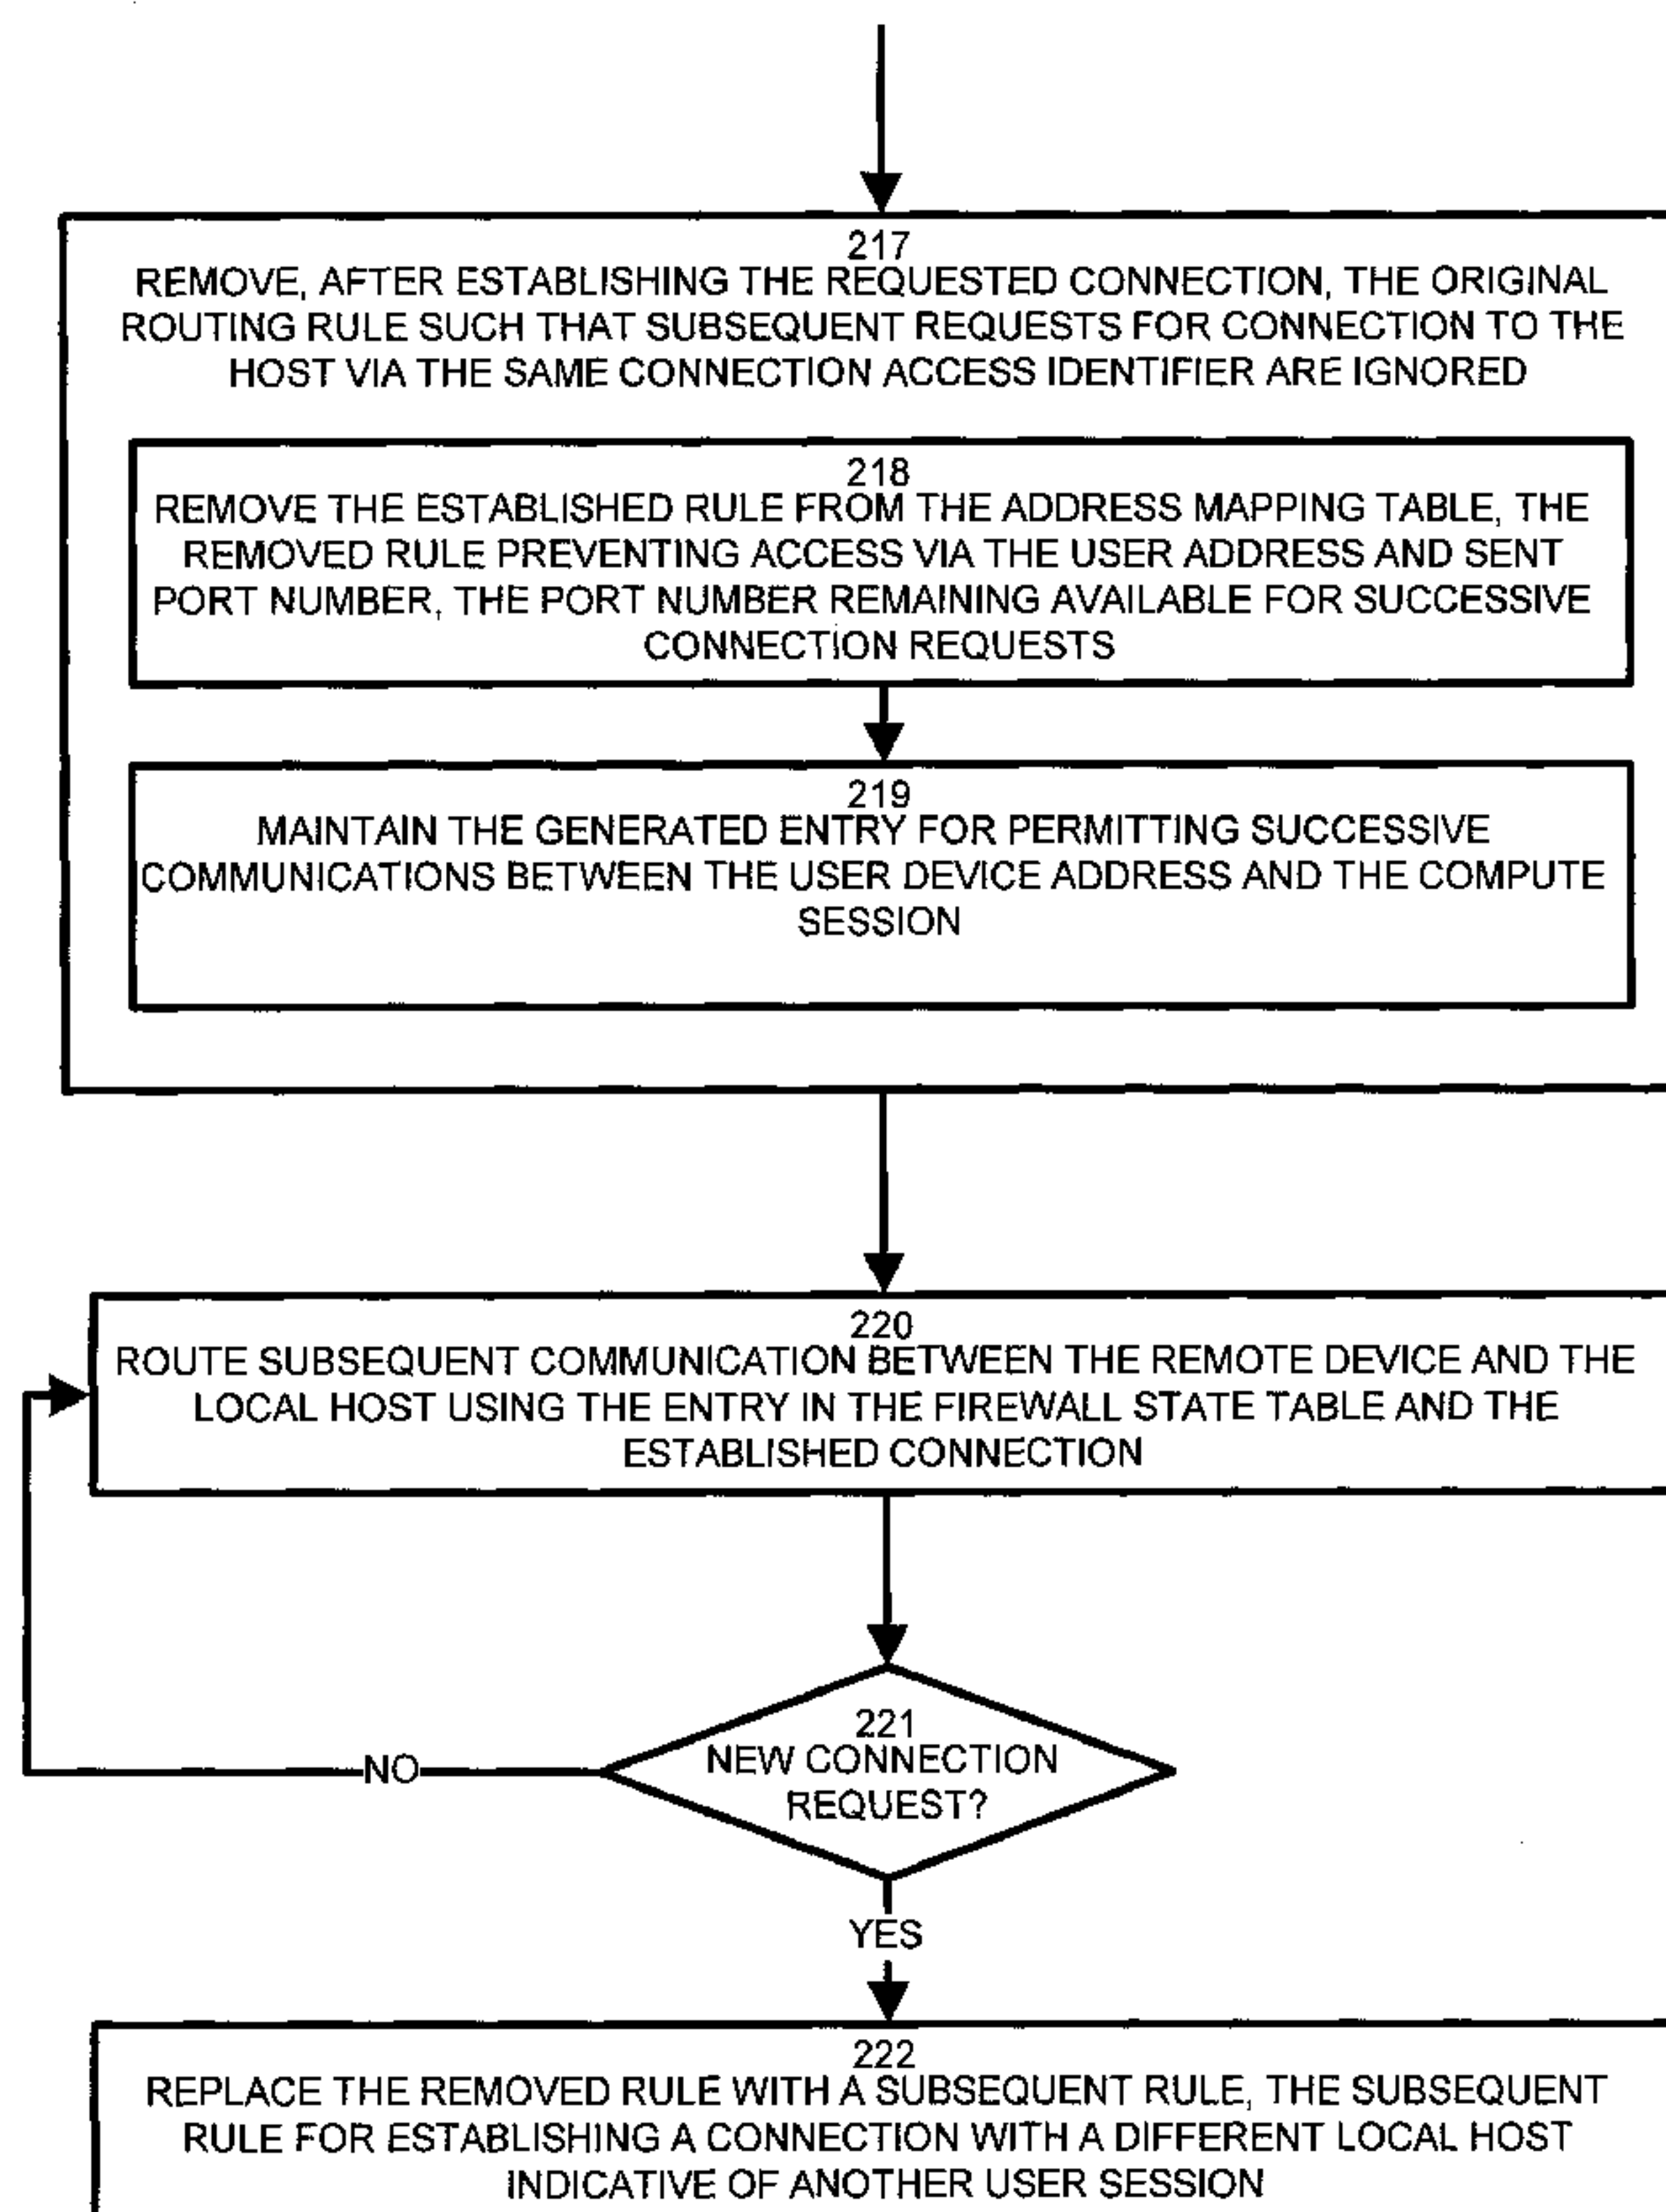 217
REMOVE, AFTER ESTABLISHING THE REQUESTED CONNECTION, THE ORIGINAL
ROUTING RULE SUCH THAT SUBSEQUENT REQUESTS FOR CONNECTION TO THE
HOST VIA THE SAME CONNECTION ACCESS IDENTIFIER ARE IGNORED
218
REMOVE THE ESTABLISHED RULE FROM THE ADDRESS MAPPING TABLE, THE
REMOVED RULE PREVENTING ACCESS VIA THE USER ADDRESS AND SENT
PORT NUMBER, THE PORT NUMBER REMAINING AVAILABLE FOR SUCCESSIVE
CONNECTION REQUESTS
219
MAINTAIN THE GENERATED ENTRY FOR PERMITTING SUCCESSIVE
COMMUNICATIONS BETWEEN THE USER DEVICE ADDRESS AND THE COMPUTE
SESSION
220
ROUTE SUBSEQUENT COMMUNICATION BETWEEN THE REMOTE DEVICE AND THE
LOCAL HOST USING THE ENTRY IN THE FIREWALL STATE TABLE AND THE
ESTABLISHED CONNECTION
221
NEW CONNECTION
REQUEST?
NO
YES
222
REPLACE THE REMOVED RULE WITH A SUBSEQUENT RULE, THE SUBSEQUENT
RULE FOR ESTABLISHING A CONNECTION WITH A DIFFERENT LOCAL HOST
INDICATIVE OF ANOTHER USER SESSION